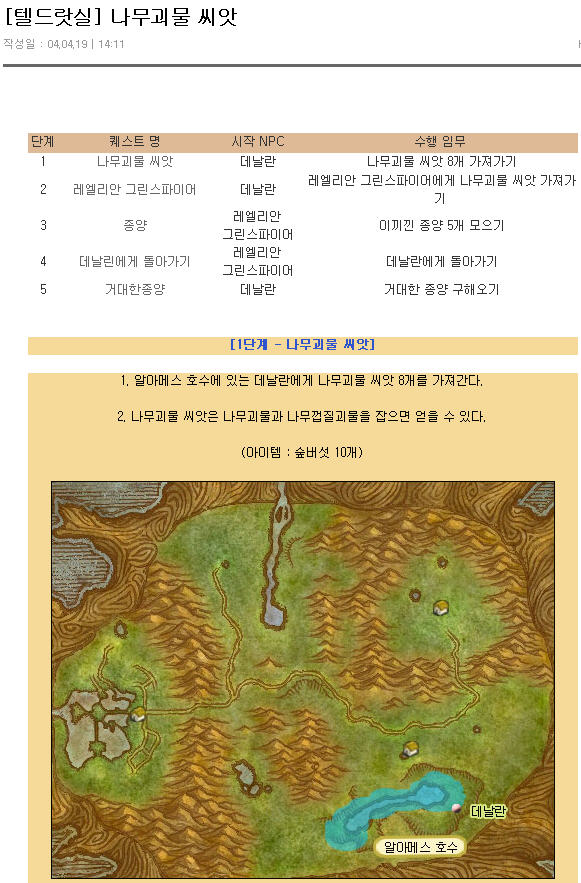 [텔드랏실] 나무괴물 씨앗
작성일 : 04.04.19 | 14:11
단계 퀘스트 명 시작 NPC 수행 임무
1 나무괴물 씨앗 데날란 나무괴물 씨앗 8개 가져가기
2 레엘리안 그린스파이어 데날란 레엘리안 그린스파이어에게 나무괴물 씨앗 가져가
기
3 종양 레엘리안
그린스파이어 이끼낀 종양 5개 모으기
4 데날린에게 돌아가기 레엘리안
그린스파이어 데날란에게 돌아가기
5 거대한종양 데날란 거대한 종양 구해오기
[1단계 - 나무괴물 씨앗]
1. 알아메스 호수에 있는 데날란에게 나무괴물 씨앗 8개를 가져간다.
2. 나무괴물 씨앗은 나무괴물과 나무껍질괴물을 잡으면 얻을 수 있다.
(아이템 : 숲버섯 10개)
데날란
알아메스 호수